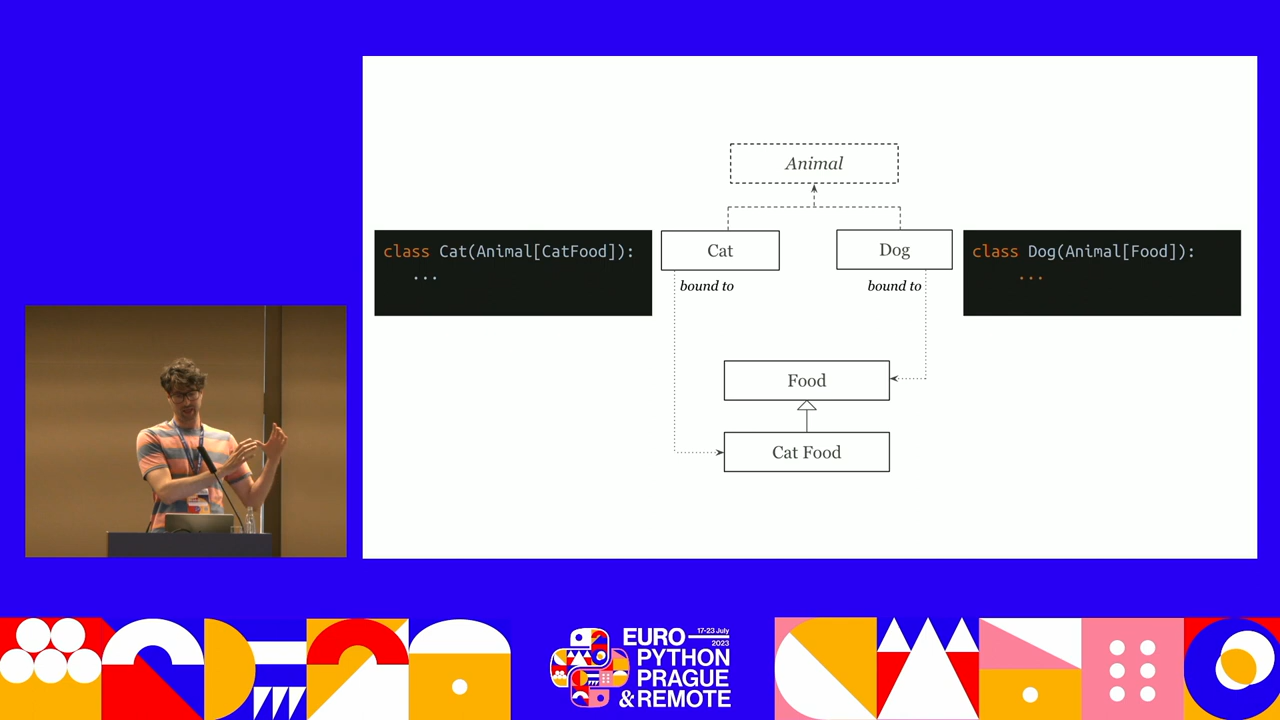 Animal
class Cat(Animal[CatFood]):
...
Cat
Dog
class Dog(Animal[Food]):
...
bound to
bound to
Food
Cat Food
EURO
17-23 July
2023
PYTHON
PRAGUE
& REMOTE